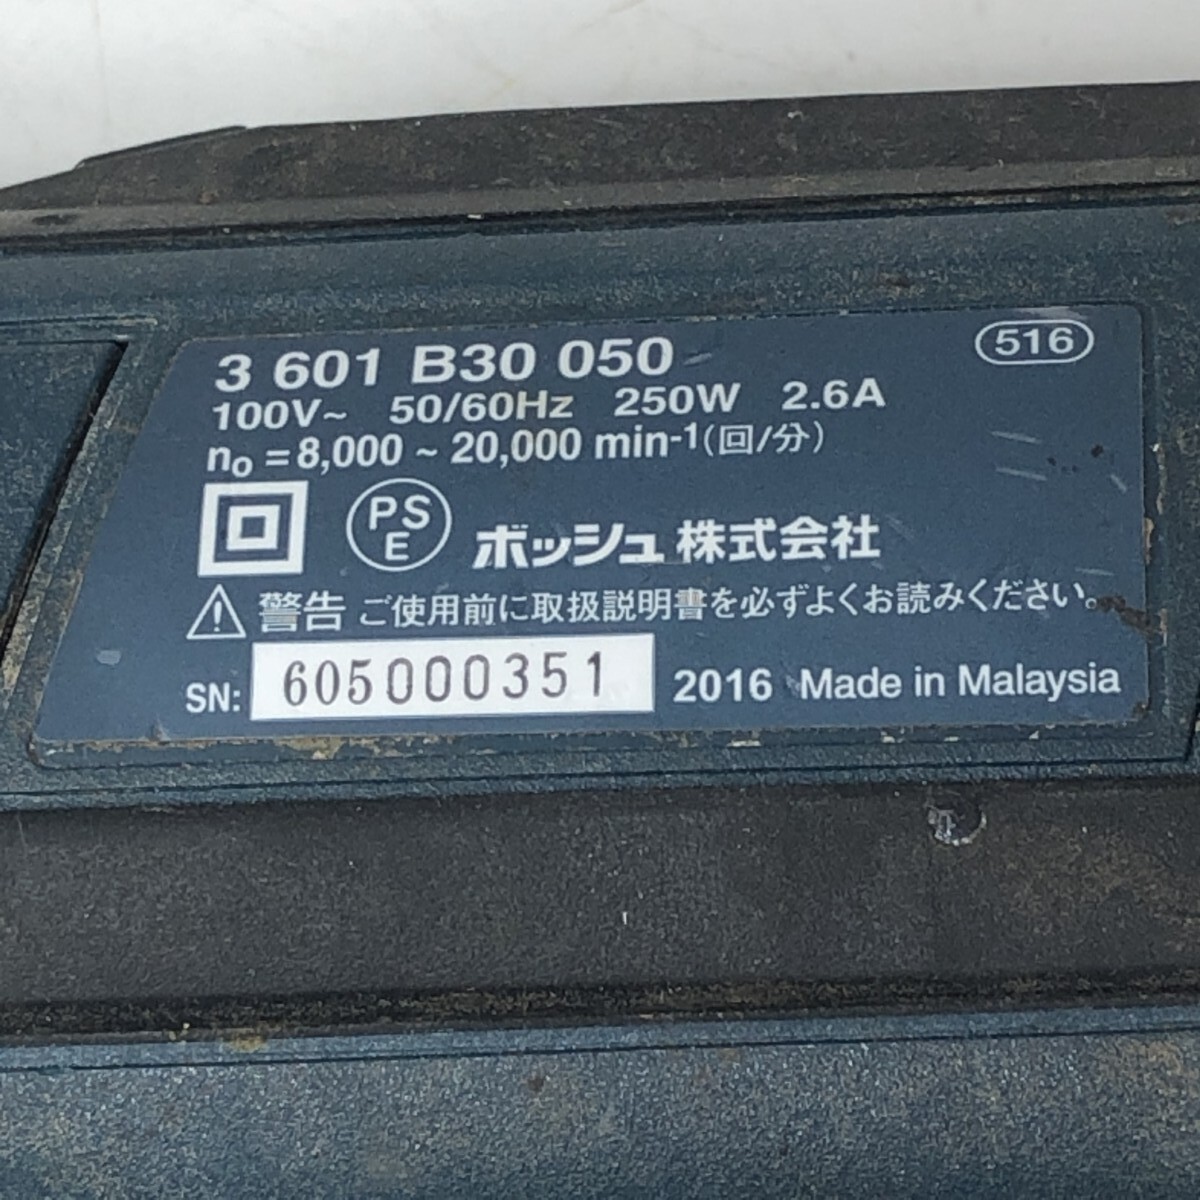 3 601 B30 050 516
100V~ 50/60Hz 250W 2.6A
no = 8,000 ~ 20,000 min-1(回/分)
PS
E
ボッシュ株式会社
警告 ご使用前に取扱説明書を必ずよくお読みください。
SN: 605000351 2016 Made in Malaysia